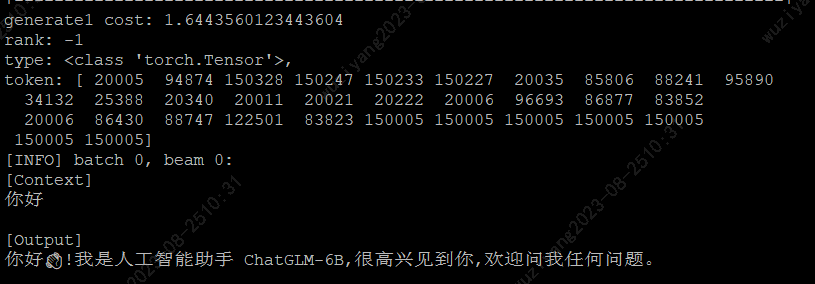 generate1 cost: 1.6443560123443604
rank: -1
type: <class 'torch.Tensor'>,
token: [ 20005 94874 150328 150247 150233 150227 20035 85806 88241 95890
34132 25388 20340 20011 20021 20222 20006 96693 86877 83852
20006 86430 88747 122501 83823 150005 150005 150005 150005 150005
150005 150005]
[INFO] batch 0, beam 0:
[Context]
你好
[Output]
你好👋!我是人工智能助手 ChatGLM-6B,很高兴见到你,欢迎问我任何问题。